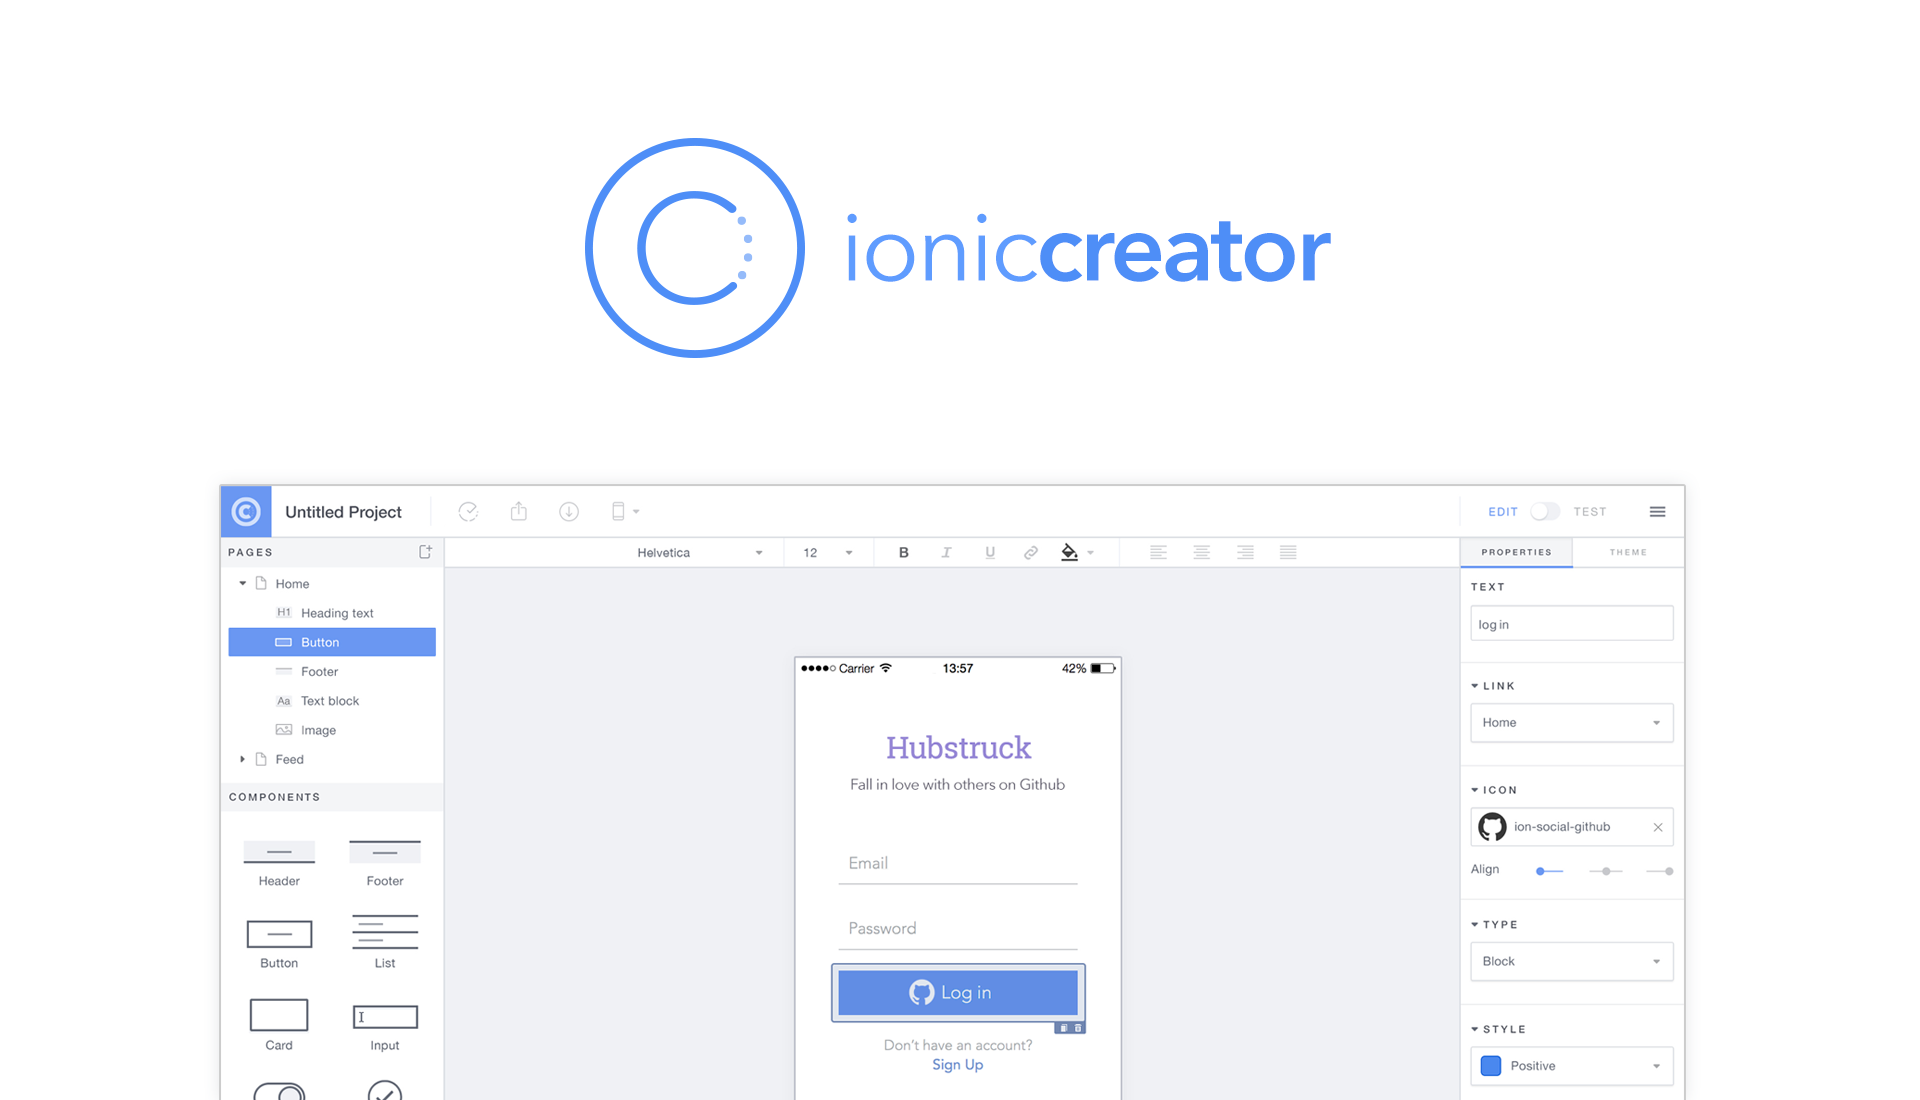 ioniccreator
Untitled Project
EDIT
TEST
PAGES
Helvetica
12
B
I
U
PROPERTIES
THEME
Home
H1 Heading text
Button
Footer
Aa Text block
Image
Feed
COMPONENTS
Header
Footer
Button
List
Card
Input
Carrier
13:57
42%
Hubstruck
Fall in love with others on Github
Email
Password
Log in
Don't have an account?
Sign Up
TEXT
log in
LINK
Home
ICON
ion-social-github
Align
TYPE
Block
STYLE
Positive